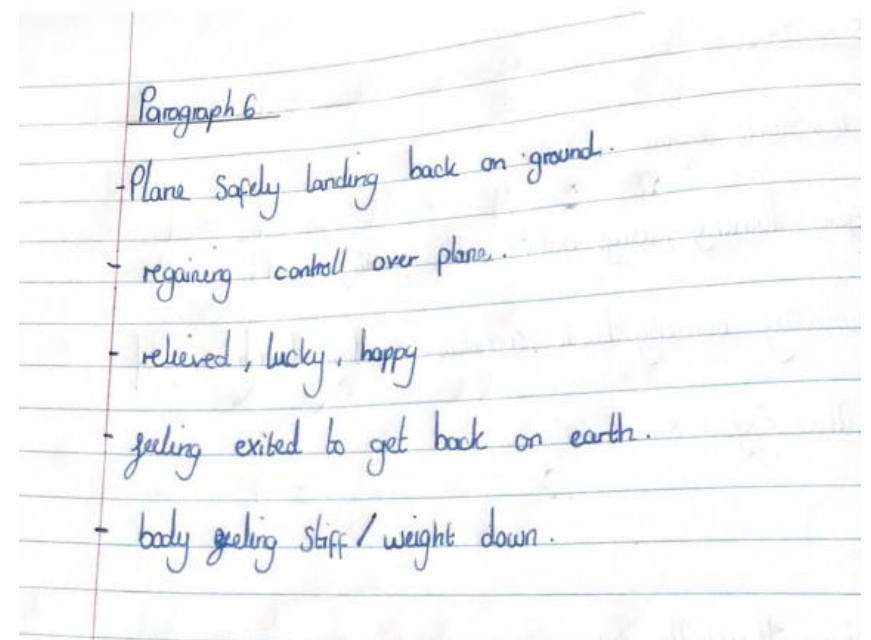 Paragraph 6
- Plane Safely landing back on ground.
- regaining controll over plane.
- relieved, lucky, happy
- feeling exited to get back on earth.
- body feeling stiff / weight down.